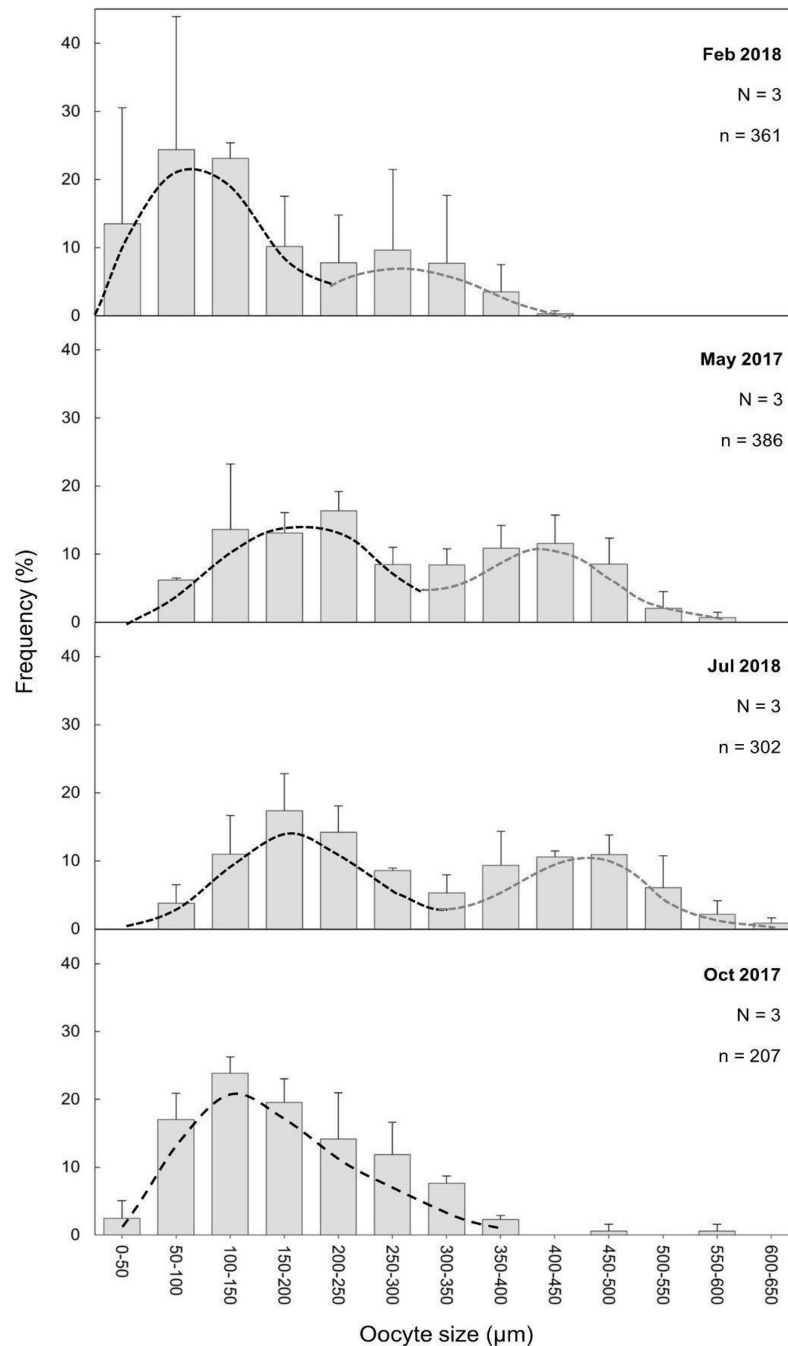 40
30
20
10
0
Feb 2018
N = 3
n = 361
40
30
20
10
0
May 2017
N = 3
n = 386
40
30
20
10
0
Jul 2018
N = 3
n = 302
40
30
20
10
0
Oct 2017
N = 3
n = 207
Frequency (%)
0-50
50-100
100-150
150-200
200-250
250-300
300-350
350-400
400-450
450-500
500-550
550-600
600-650
Oocyte size (µm)